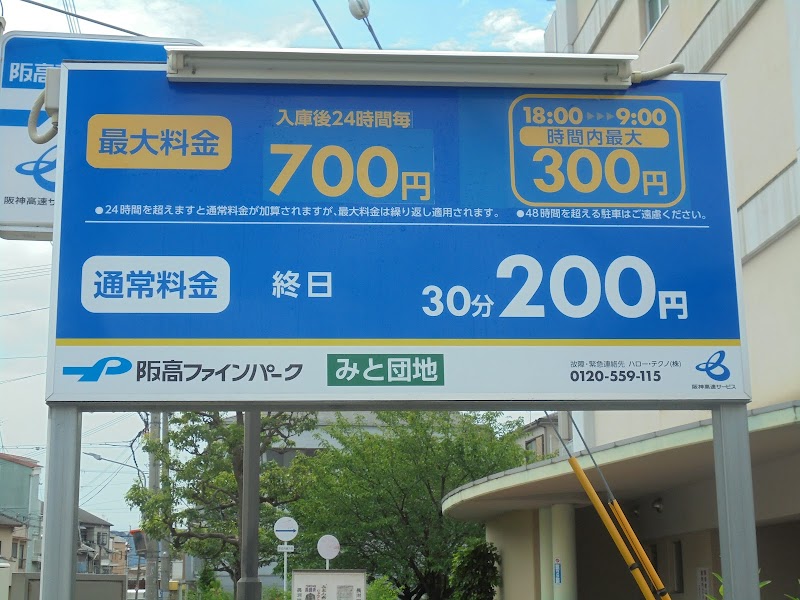 阪高
阪神高速サ
最大料金
入庫後24時間毎
700円
18:00 ▸▸▸ 9:00
時間内最大
300円
●24時間を超えますと通常料金が加算されますが、最大料金は繰り返し適用されます。
●48時間を超える駐車はご遠慮ください。
通常料金
終日
30分200円
阪高ファインパーク
みと団地
故障・緊急連絡先 ハロー・テクノ(株)
0120-559-115
阪神高速サービス